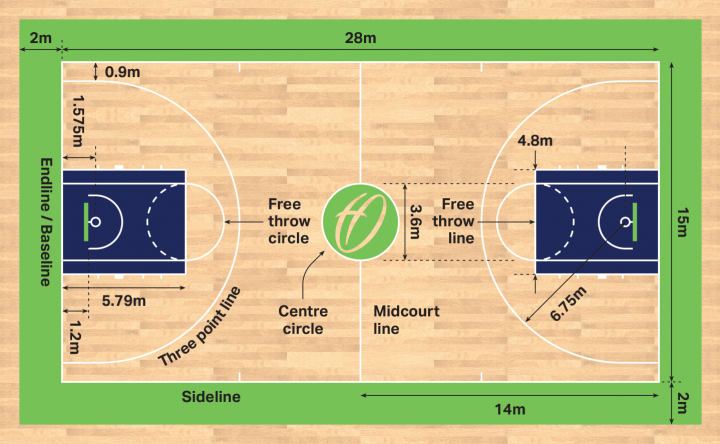 2m
28m
0.9m
1.575m
4.8m
Endline / Baseline
Free
throw
circle
3.6m
Free
throw
line
15m
5.79m
6.75m
Centre
circle
Midcourt
line
1.2m
Three point line
Sideline
14m
2m